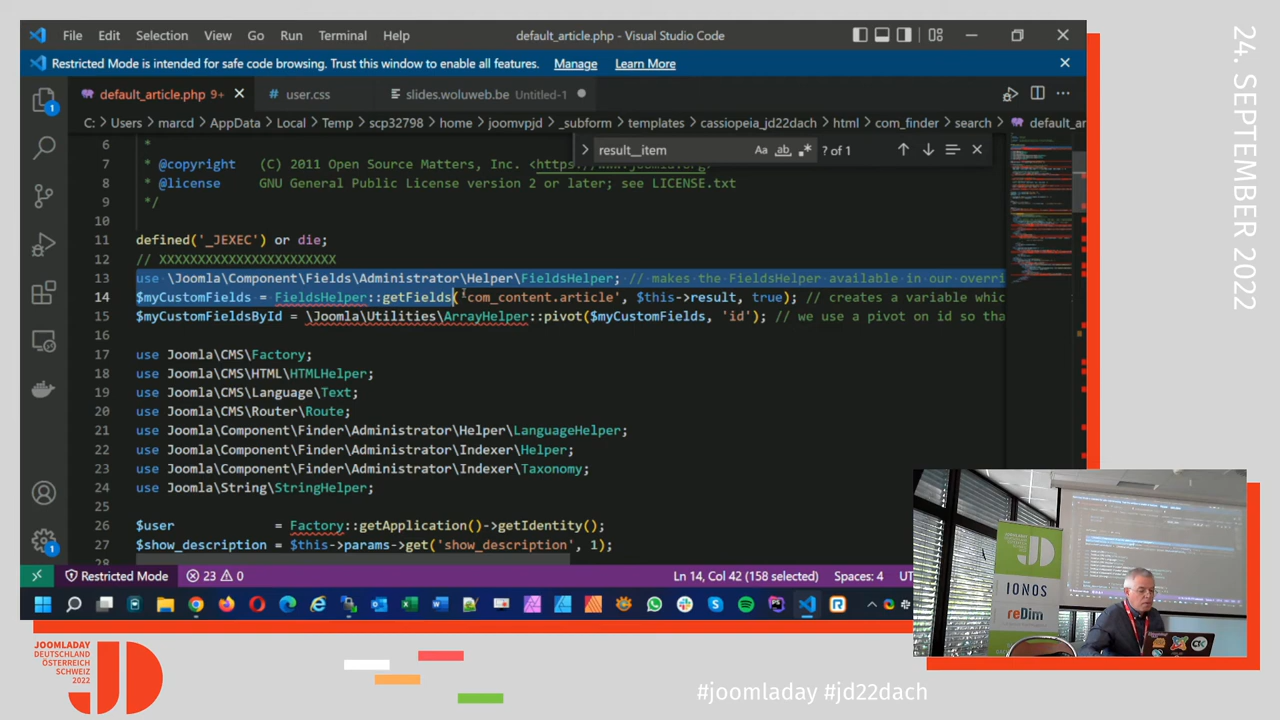 File Edit Selection View Go Run Terminal Help default_article.php - Visual Studio Code
Restricted Mode is intended for safe code browsing. Trust this window to enable all features. Manage Learn More
default_article.php 9+ user.css slides.woluweb.be Untitled-1
C: > Users > marcd > AppData > Local > Temp > scp32798 > home > joomvpjd > _subform > templates > cassiopeia_jd22dach > html > com_finder > search > default_ar
result__item Aa ab .* ? of 1
6 *
7 * @copyright (C) 2011 Open Source Matters, Inc. <https://www.joomla.org>
8 * @license GNU General Public License version 2 or later; see LICENSE.txt
9 */
10
11 defined('_JEXEC') or die;
12 // XXXXXXXXXXXXXXXXXXXXX
13 use \Joomla\Component\Fields\Administrator\Helper\FieldsHelper; // makes the FieldsHelper available in our overri
14 $myCustomFields = FieldsHelper::getFields('com_content.article', $this->result, true); // creates a variable whic
15 $myCustomFieldsById = \Joomla\Utilities\ArrayHelper::pivot($myCustomFields, 'id'); // we use a pivot on id so tha
16
17 use Joomla\CMS\Factory;
18 use Joomla\CMS\HTML\HTMLHelper;
19 use Joomla\CMS\Language\Text;
20 use Joomla\CMS\Router\Route;
21 use Joomla\Component\Finder\Administrator\Helper\LanguageHelper;
22 use Joomla\Component\Finder\Administrator\Indexer\Helper;
23 use Joomla\Component\Finder\Administrator\Indexer\Taxonomy;
24 use Joomla\String\StringHelper;
25
26 $user = Factory::getApplication()->getIdentity();
27 $show_description = $this->params->get('show_description', 1);
28
Restricted Mode 23 0 Ln 14, Col 42 (158 selected) Spaces: 4 UT
24. SEPTEMBER 2022
IONOS
reDim
JOOMLADAY
DEUTSCHLAND
ÖSTERREICH
SCHWEIZ
2022
#joomladay #jd22dach